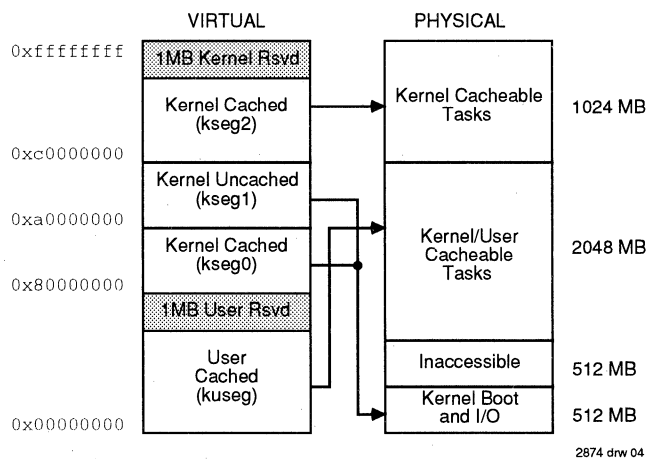 VIRTUAL
PHYSICAL
0xffffffff
1MB Kernel Rsvd
Kernel Cached
(kseg2)
Kernel Cacheable
Tasks
1024 MB
0xc0000000
Kernel Uncached
(kseg1)
0xa0000000
Kernel Cached
(kseg0)
Kernel/User
Cacheable
Tasks
2048 MB
0x80000000
1MB User Rsvd
User
Cached
(kuseg)
Inaccessible
512 MB
Kernel Boot
and I/O
512 MB
0x00000000
2874 drw 04